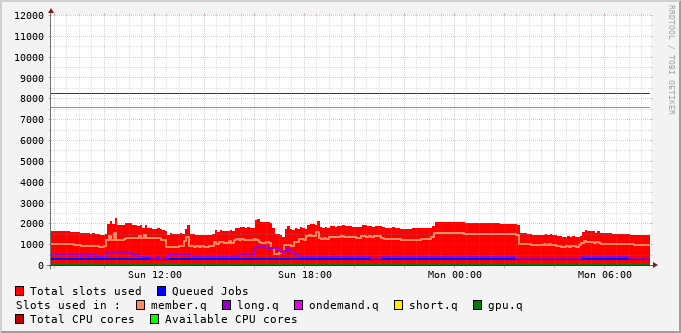 RRDTOOL / TOBI OETIKER
12000
11000
10000
9000
8000
7000
6000
5000
4000
3000
2000
1000
0
Sun 12:00 Sun 18:00 Mon 00:00 Mon 06:00
Total slots used Queued Jobs
Slots used in : member.q long.q ondemand.q short.q gpu.q
Total CPU cores Available CPU cores